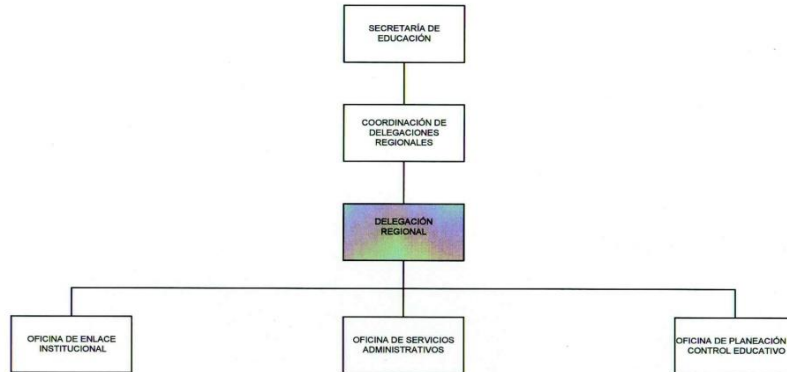 SECRETARÍA DE
EDUCACIÓN
COORDINACIÓN DE
DELEGACIONES
REGIONALES
DELEGACIÓN
REGIONAL
OFICINA DE ENLACE
INSTITUCIONAL
OFICINA DE SERVICIOS
ADMINISTRATIVOS
OFICINA DE PLANEACIÓN
CONTROL EDUCATIVO